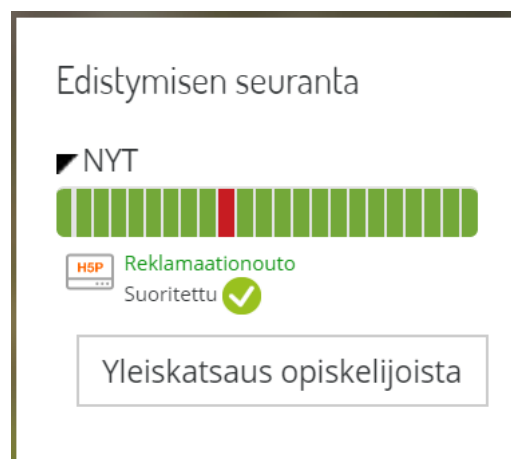 Edistymisen seuranta
NYT
H5P
Reklamaationouto
Suoritettu
Yleiskatsaus opiskelijoista